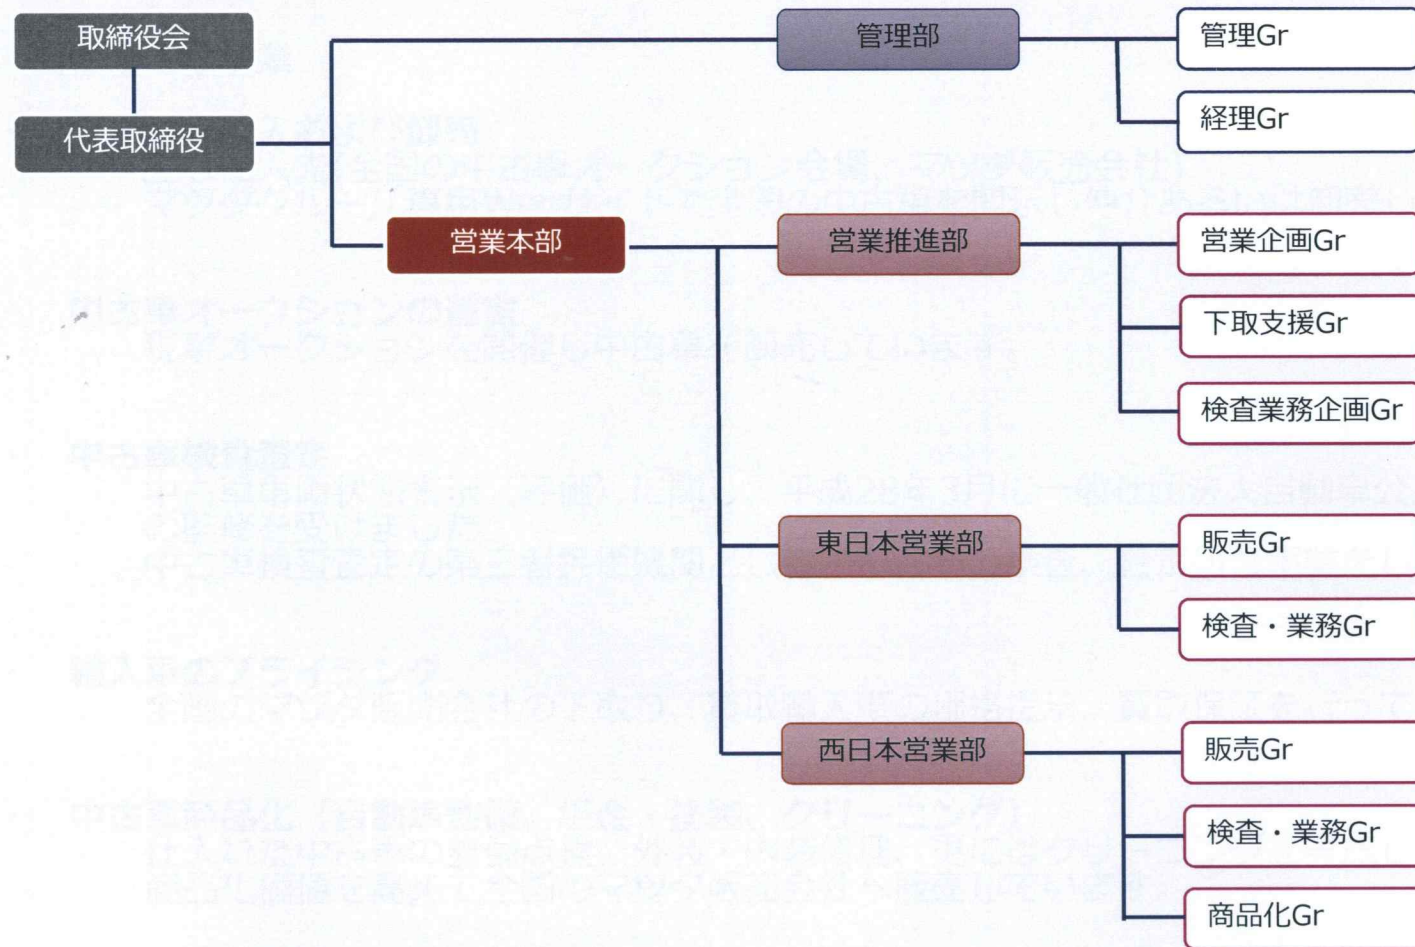 取締役会
代表取締役
管理部
管理Gr
経理Gr
営業本部
営業推進部
営業企画Gr
下取支援Gr
検査業務企画Gr
東日本営業部
販売Gr
検査・業務Gr
西日本営業部
販売Gr
検査・業務Gr
商品化Gr